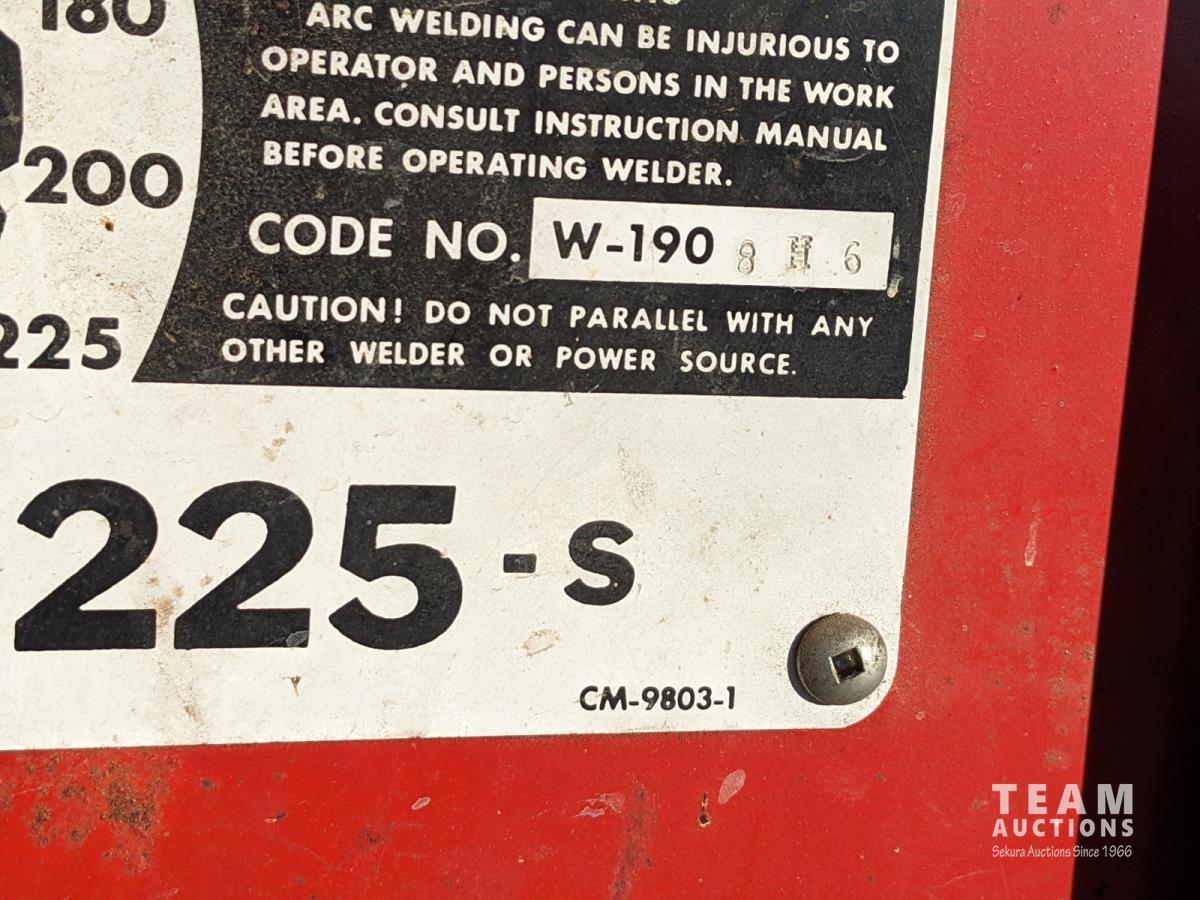 180
200
225
ARC WELDING CAN BE INJURIOUS TO
OPERATOR AND PERSONS IN THE WORK
AREA. CONSULT INSTRUCTION MANUAL
BEFORE OPERATING WELDER.
CODE NO. W-190 8 H 6
CAUTION! DO NOT PARALLEL WITH ANY
OTHER WELDER OR POWER SOURCE.
225-S
CM-9803-1
TEAM
AUCTIONS
Sekura Auctions Since 1966